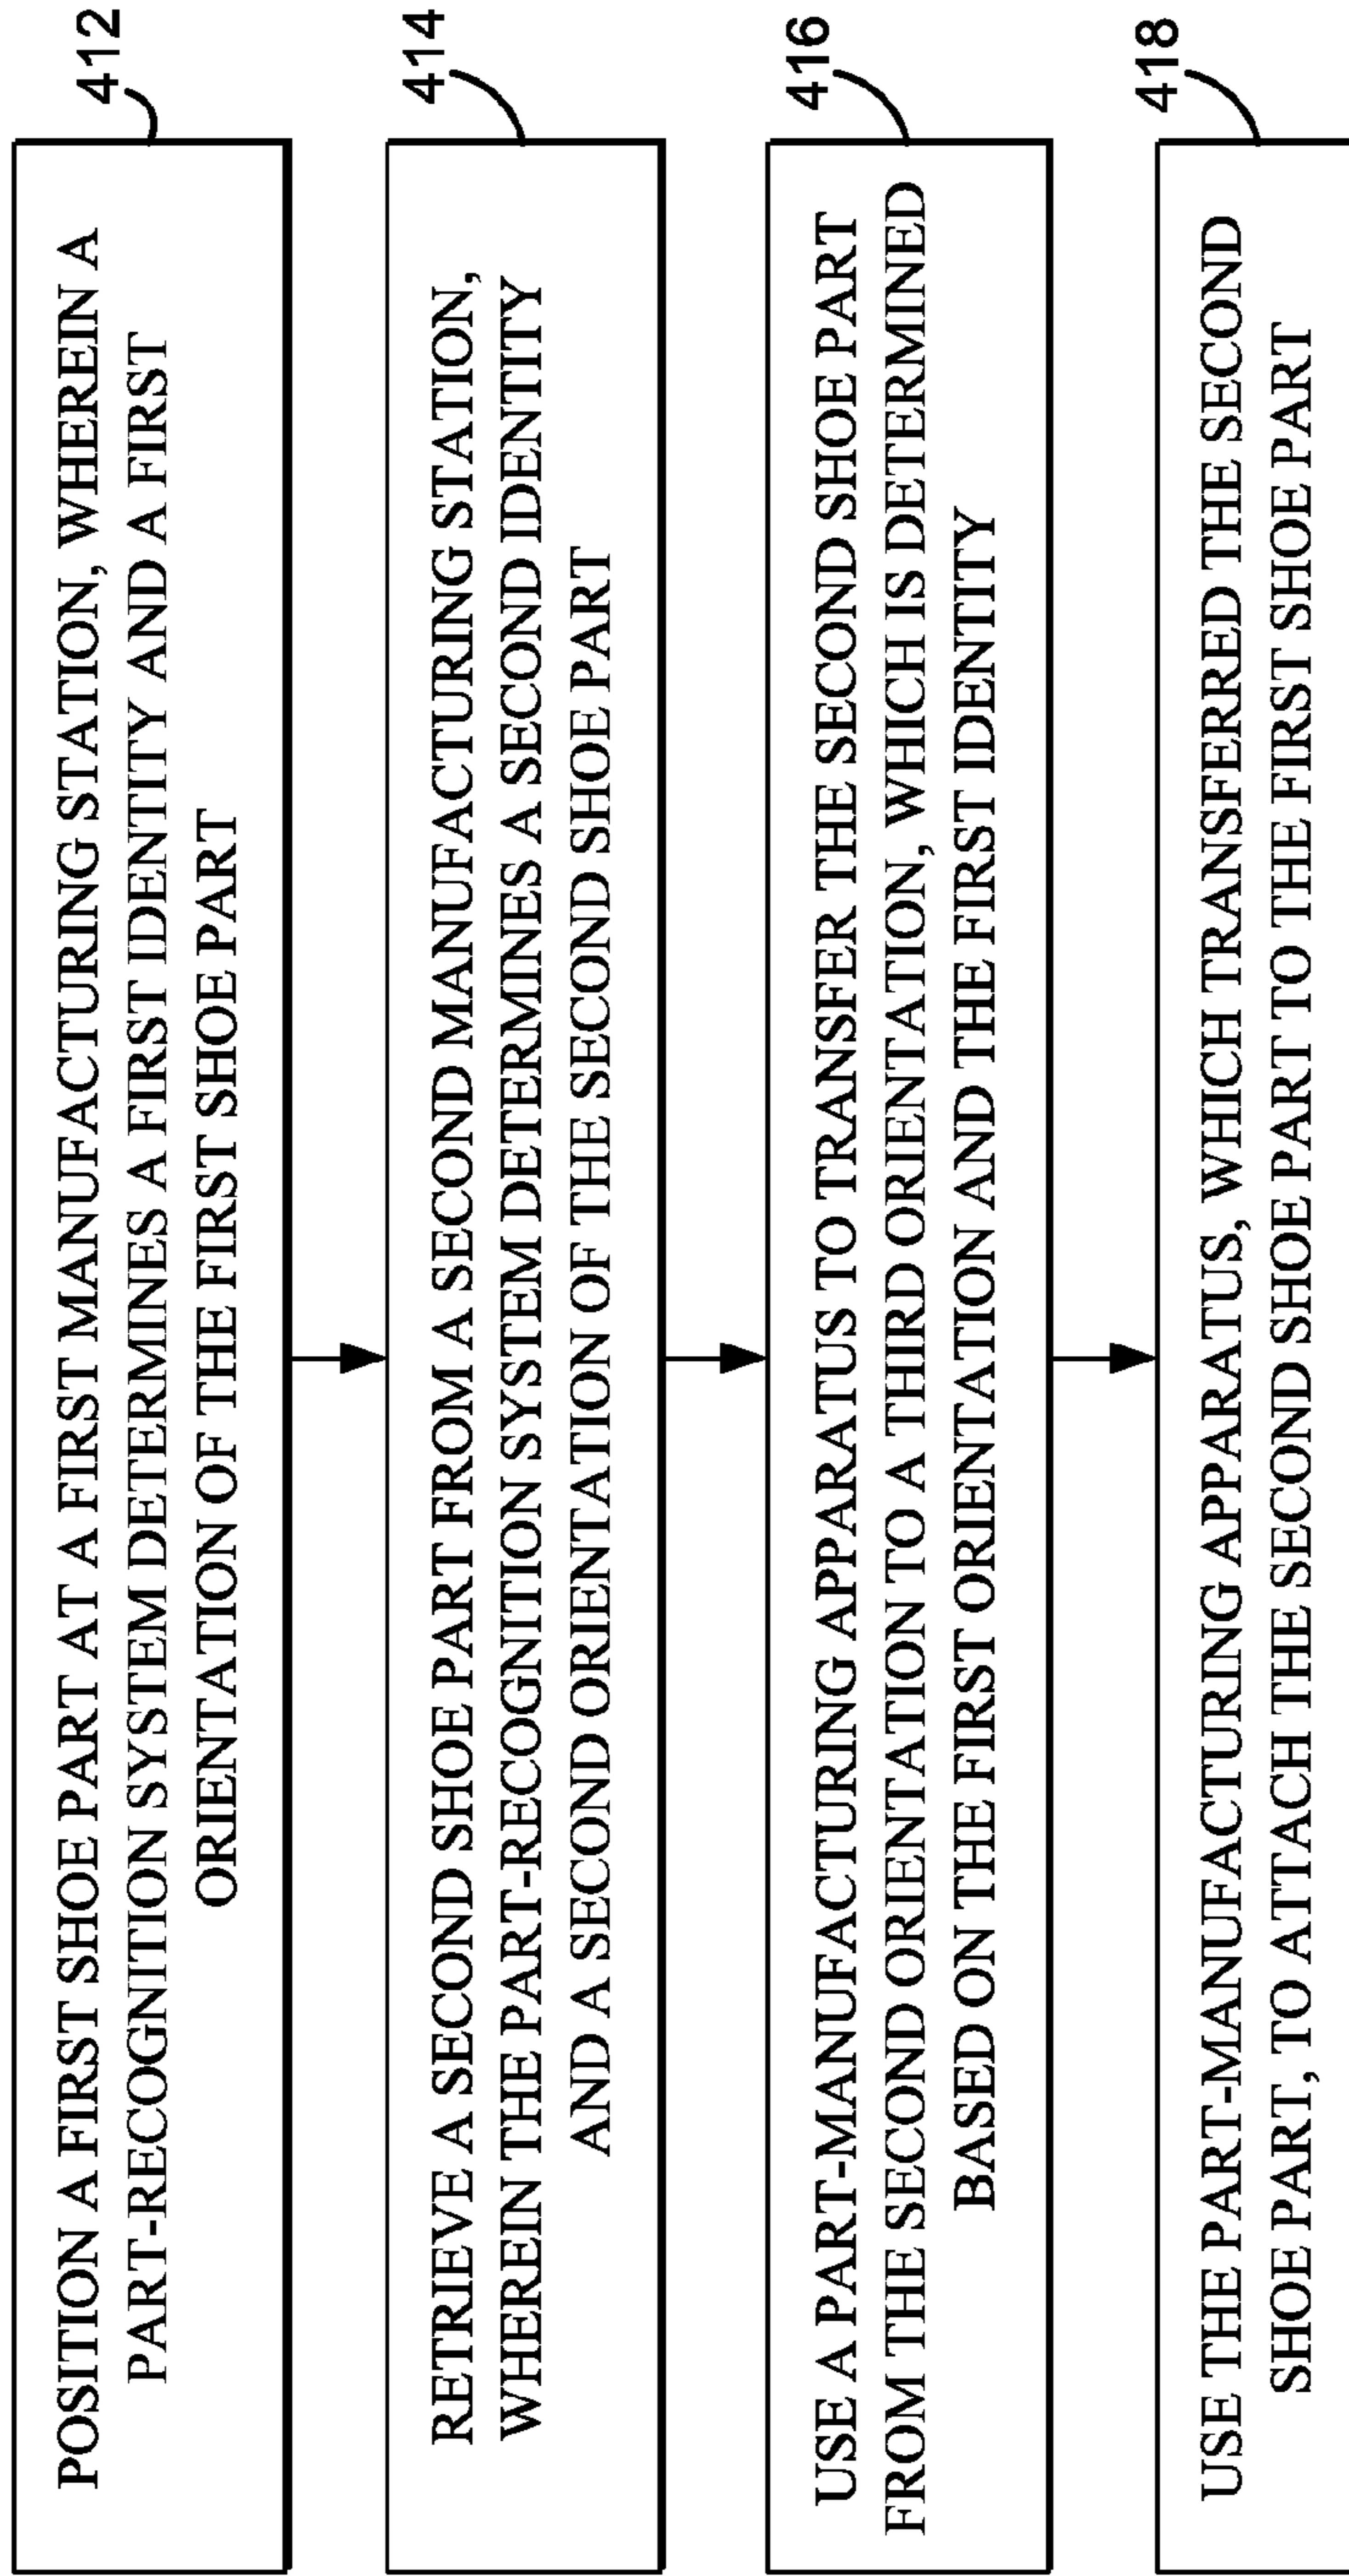 412
POSITION A FIRST SHOE PART AT A FIRST MANUFACTURING STATION, WHEREIN A
PART-RECOGNITION SYSTEM DETERMINES A FIRST IDENTITY AND A FIRST
ORIENTATION OF THE FIRST SHOE PART
414
RETRIEVE A SECOND SHOE PART FROM A SECOND MANUFACTURING STATION,
WHEREIN THE PART-RECOGNITION SYSTEM DETERMINES A SECOND IDENTITY
AND A SECOND ORIENTATION OF THE SECOND SHOE PART
416
USE A PART-MANUFACTURING APPARATUS TO TRANSFER THE SECOND SHOE PART
FROM THE SECOND ORIENTATION TO A THIRD ORIENTATION, WHICH IS DETERMINED
BASED ON THE FIRST ORIENTATION AND THE FIRST IDENTITY
418
USE THE PART-MANUFACTURING APPARATUS, WHICH TRANSFERRED THE SECOND
SHOE PART, TO ATTACH THE SECOND SHOE PART TO THE FIRST SHOE PART